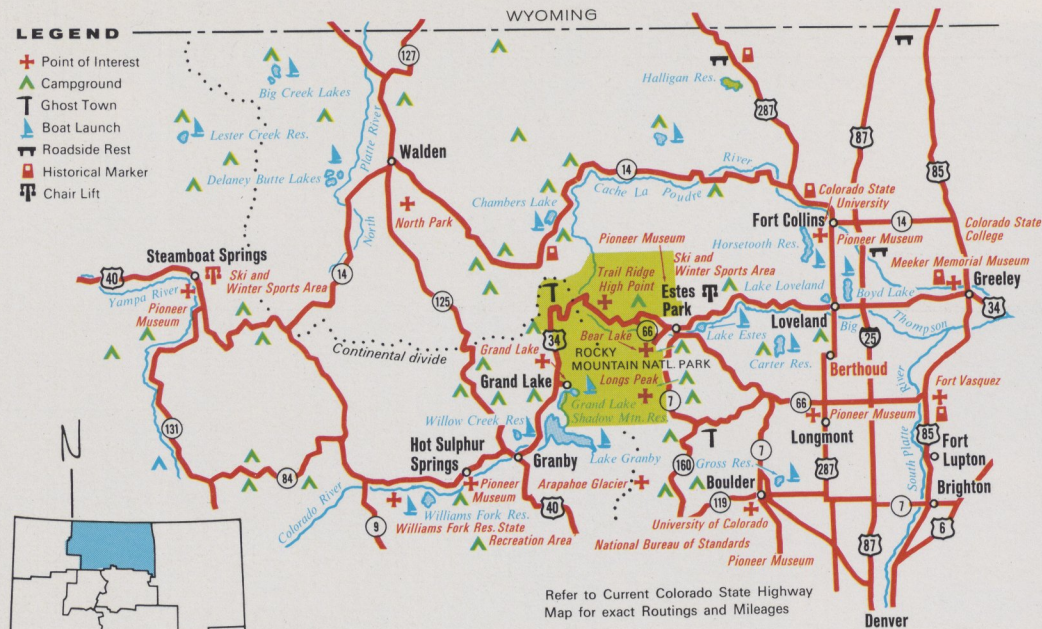 WYOMING
LEGEND
Point of Interest
Campground
Ghost Town
Boat Launch
Roadside Rest
Historical Marker
Chair Lift
127
Big Creek Lakes
Lester Creek Res.
Delaney Butte Lakes
Platte River
North
Walden
North Park
Halligan Res.
287
87
85
14
Cache La Poudre
River
Chambers Lake
Colorado State
University
Fort Collins
14
Pioneer Museum
Horsetooth Res.
Colorado State
College
Meeker Memorial Museum
Greeley
34
40
Steamboat Springs
Ski and
Winter Sports Area
Yampa River
Pioneer
Museum
14
125
Continental divide
Pioneer Museum
Ski and
Winter Sports Area
Trail Ridge
High Point
Estes
Park
Lake Loveland
Boyd Lake
Loveland
Big
Thompson
25
34
66
Bear Lake
Lake Estes
ROCKY
MOUNTAIN NATL. PARK
Carter Res.
Berthoud
River
Grand Lake
Grand Lake
Longs Peak
Grand Lake
Shadow Mtn. Res.
7
66
Fort Vasquez
Pioneer Museum
Longmont
Willow Creek Res
131
84
Hot Sulphur
Springs
Granby
Lake Granby
160
7
Gross Res.
287
South Platte
85
Fort
Lupton
Colorado River
Pioneer
Museum
Arapahoe Glacier
Boulder
Brighton
119
7
6
Williams Fork Res.
9
Williams Fork Res. State
Recreation Area
40
University of Colorado
National Bureau of Standards
Pioneer Museum
87
N
Refer to Current Colorado State Highway
Map for exact Routings and Mileages
Denver